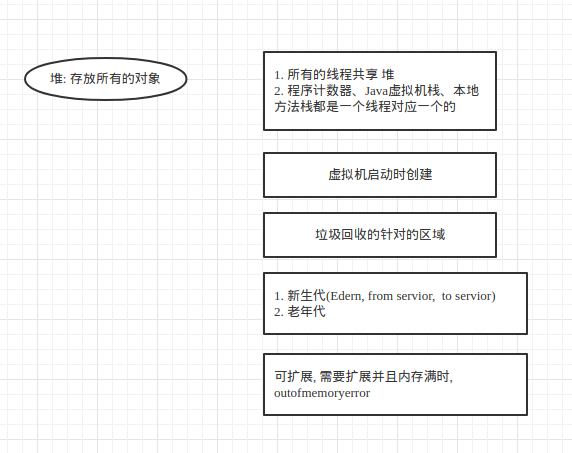 堆: 存放所有的对象
1. 所有的线程共享 堆
2. 程序计数器、Java虚拟机栈、本地
方法栈都是一个线程对应一个的
虚拟机启动时创建
垃圾回收的针对的区域
1. 新生代(Edern, from servior,  to servior)
2. 老年代
可扩展, 需要扩展并且内存满时,
outofmemoryerror